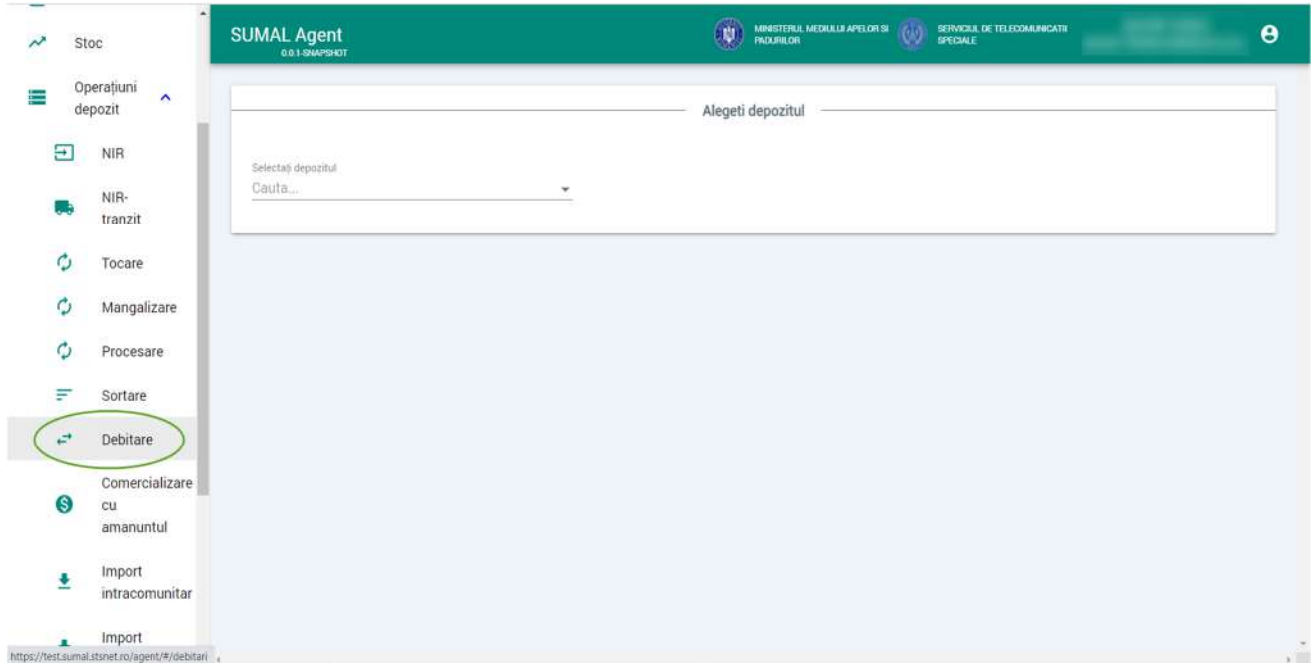 Stoc
Operațiuni
depozit
NIR
NIR-
tranzit
Tocare
Mangalizare
Procesare
Sortare
Debitare
Comercializare
cu
amanuntul
Import
intracomunitar
Import
https://test.sumal.stsnet.ro/agent/#/debitari
SUMAL Agent
0.0.1-SNAPSHOT
MINISTERUL MEDIULUI APELOR SI
PADURILOR
SERVICIUL DE TELECOMUNICATII
SPECIALE
Alegeti depozitul
Selectați depozitul
Cauta...